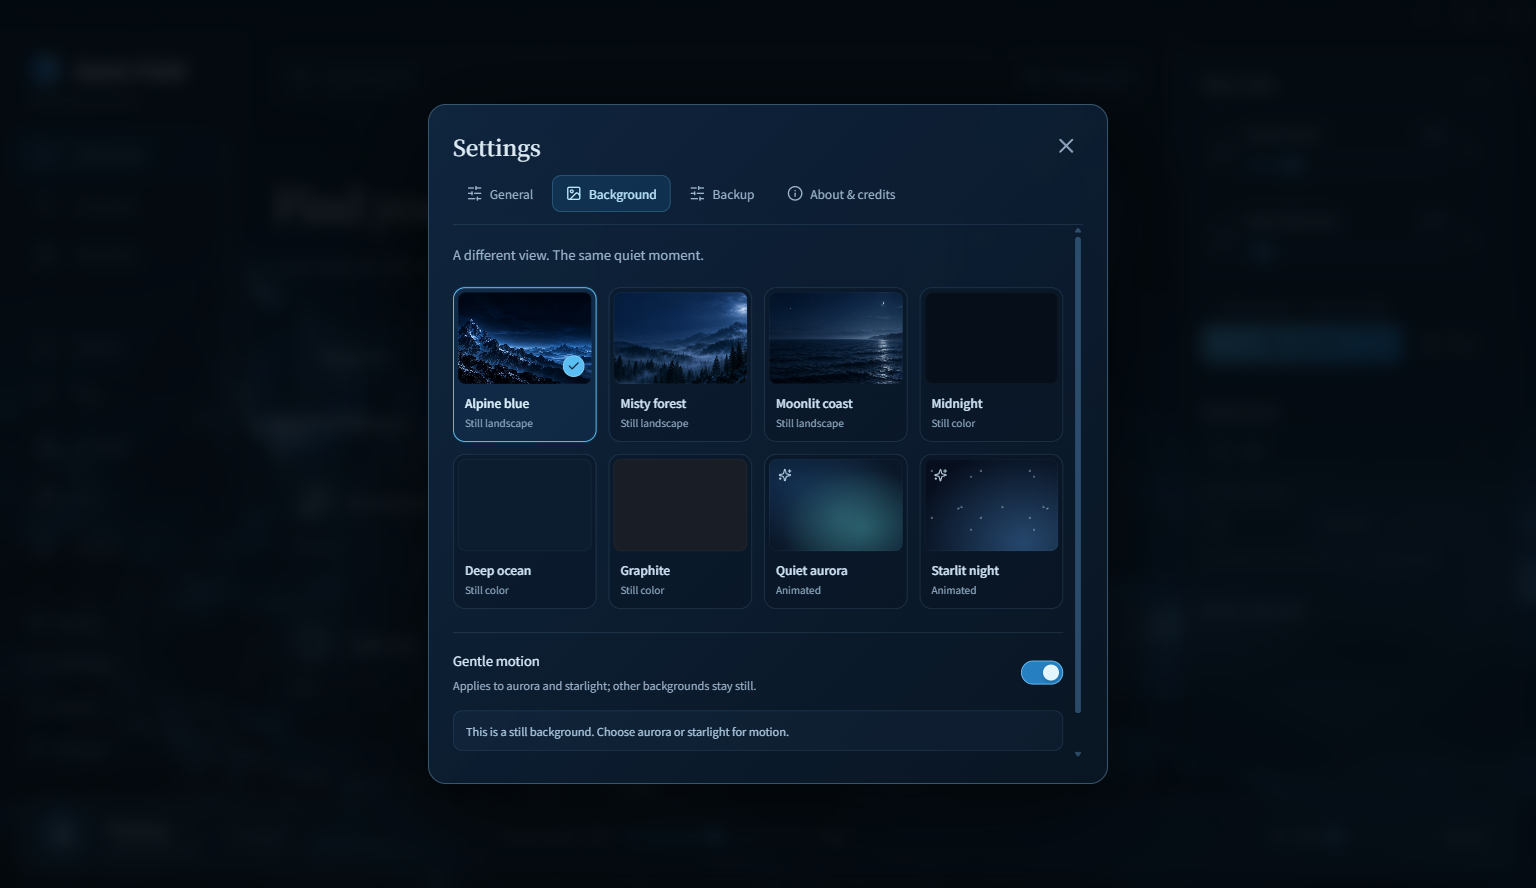 Settings
General
Background
Backup
About & credits
A different view. The same quiet moment.
Alpine blue
Still landscape
Misty forest
Still landscape
Moonlit coast
Still landscape
Midnight
Still color
Deep ocean
Still color
Graphite
Still color
Quiet aurora
Animated
Starlit night
Animated
Gentle motion
Applies to aurora and starlight; other backgrounds stay still.
This is a still background. Choose aurora or starlight for motion.